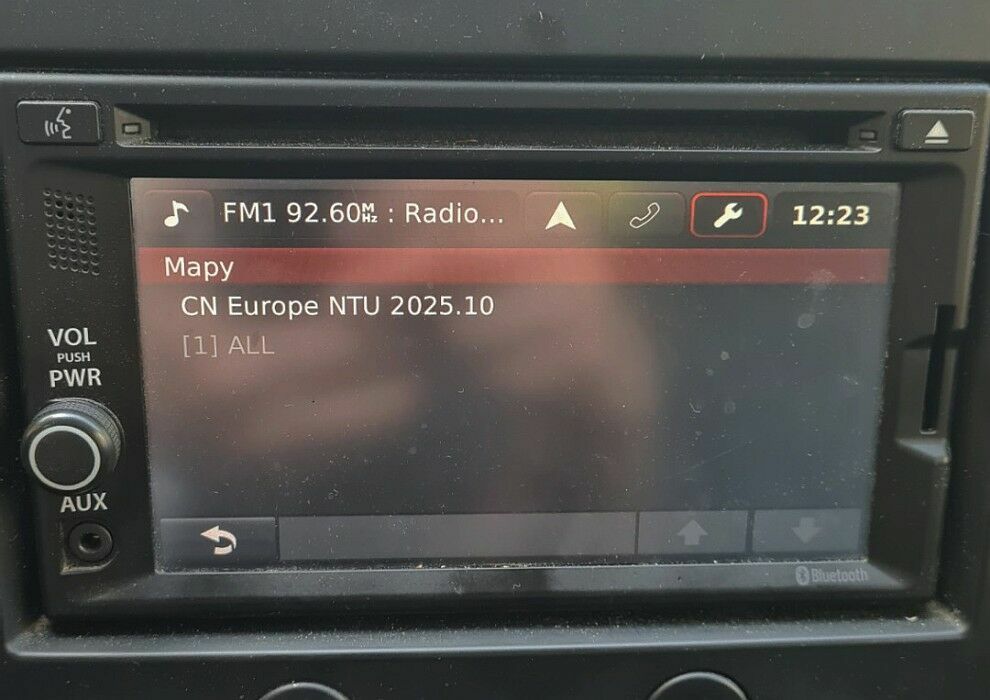 FM1 92.60MHz : Radio... 12:23
Mapy
CN Europe NTU 2025.10
[1] ALL
VOL
PUSH
PWR
AUX
Bluetooth